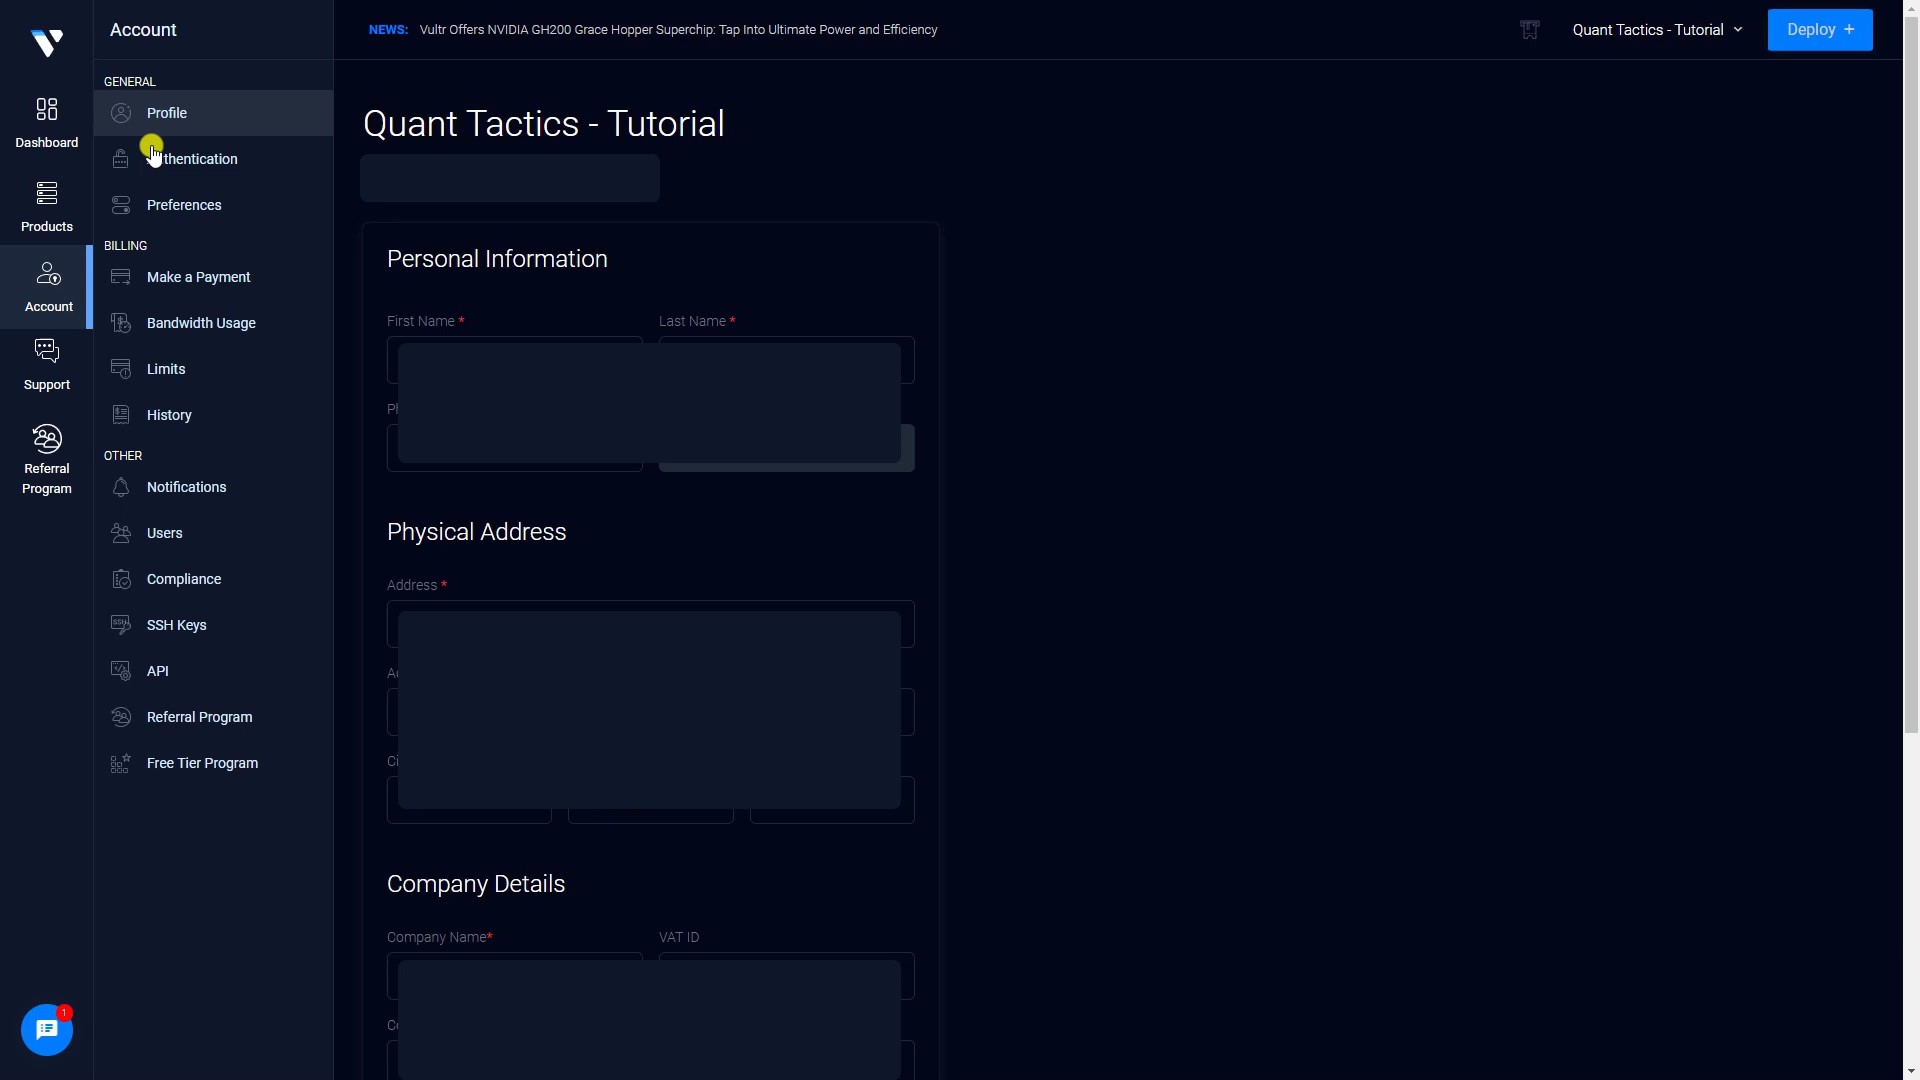 Account
NEWS: Vultr Offers NVIDIA GH200 Grace Hopper Superchip: Tap Into Ultimate Power and Efficiency
Quant Tactics - Tutorial
Deploy +
Dashboard
Products
Account
Support
Referral
Program
1
GENERAL
Profile
thentication
Preferences
BILLING
Make a Payment
Bandwidth Usage
Limits
History
OTHER
Notifications
Users
Compliance
SSH Keys
API
Referral Program
Free Tier Program
Quant Tactics - Tutorial
Personal Information
First Name *
Last Name *
Physical Address
Address *
Company Details
Company Name*
VAT ID